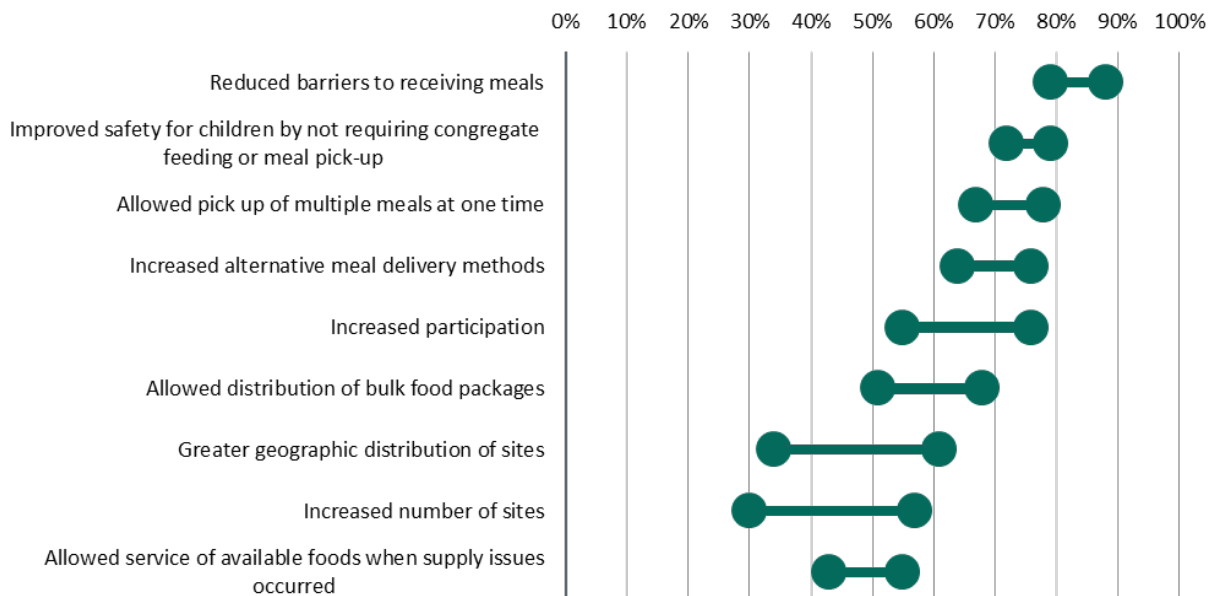 0% 10% 20% 30% 40% 50% 60% 70% 80% 90% 100%
Reduced barriers to receiving meals
Improved safety for children by not requiring congregate
feeding or meal pick-up
Allowed pick up of multiple meals at one time
Increased alternative meal delivery methods
Increased participation
Allowed distribution of bulk food packages
Greater geographic distribution of sites
Increased number of sites
Allowed service of available foods when supply issues
occurred